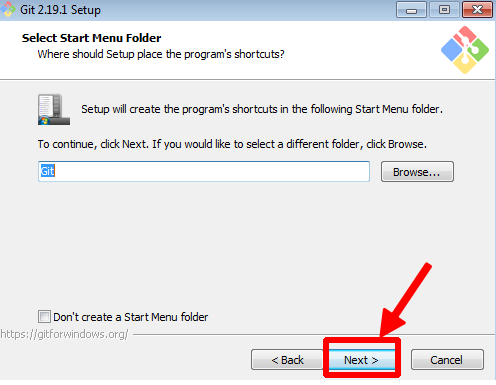 Git 2.19.1 Setup
Select Start Menu Folder
Where should Setup place the program's shortcuts?
Setup will create the program's shortcuts in the following Start Menu folder.
To continue, click Next. If you would like to select a different folder, click Browse.
Git
Browse...
Don't create a Start Menu folder
https://gitforwindows.org/
< Back
Next >
Cancel